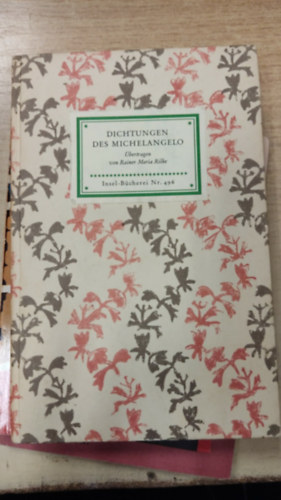 DICHTUNGEN
DES MICHELANGELO
Übertragen
von Rainer Maria Rilke
Insel-Bücherei Nr. 496